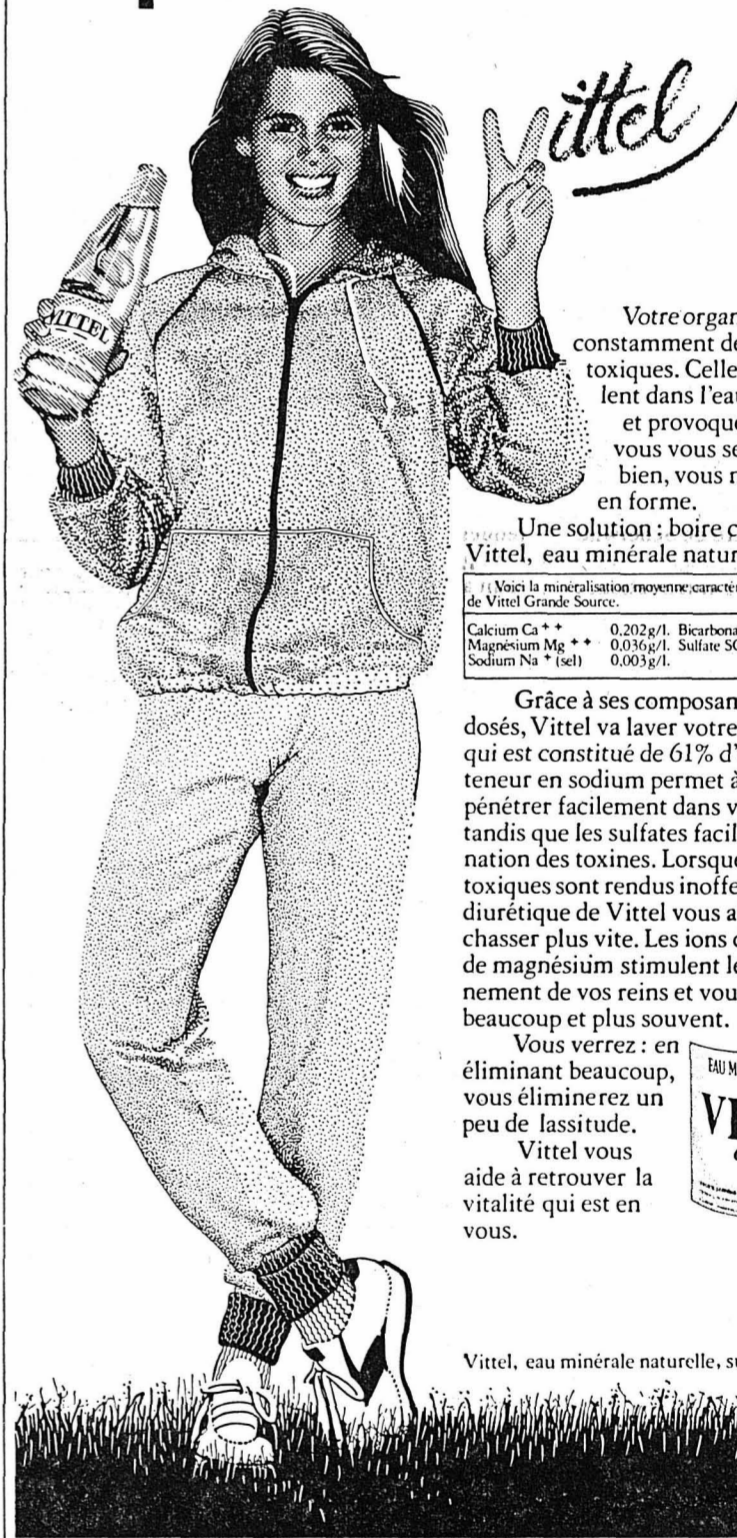 Vittel
VITTEL
Votre organ
constamment de
toxiques. Celle
lent dans l'eau
et provoque
vous vous se
bien, vous n
en forme.
Une solution : boire c
Vittel, eau minérale natur
Voici la minéralisation moyenne caracté
de Vittel Grande Source.
Calcium Ca ++ 0.202 g/l. Bicarbona
Magnésium Mg ++ 0.036 g/l. Sulfate SO
Sodium Na + (sel) 0.003 g/l.
Grâce à ses composan
dosés, Vittel va laver votre
qui est constitué de 61% d'
teneur en sodium permet à
pénétrer facilement dans v
tandis que les sulfates facil
nation des toxines. Lorsque
toxiques sont rendus inoffe
diurétique de Vittel vous a
chasser plus vite. Les ions c
de magnésium stimulent le
nement de vos reins et vou
beaucoup et plus souvent.
Vous verrez : en
éliminant beaucoup,
vous éliminerez un
peu de lassitude.
Vittel vous
aide à retrouver la
vitalité qui est en
vous.
EAU M
Vittel, eau minérale naturelle, su